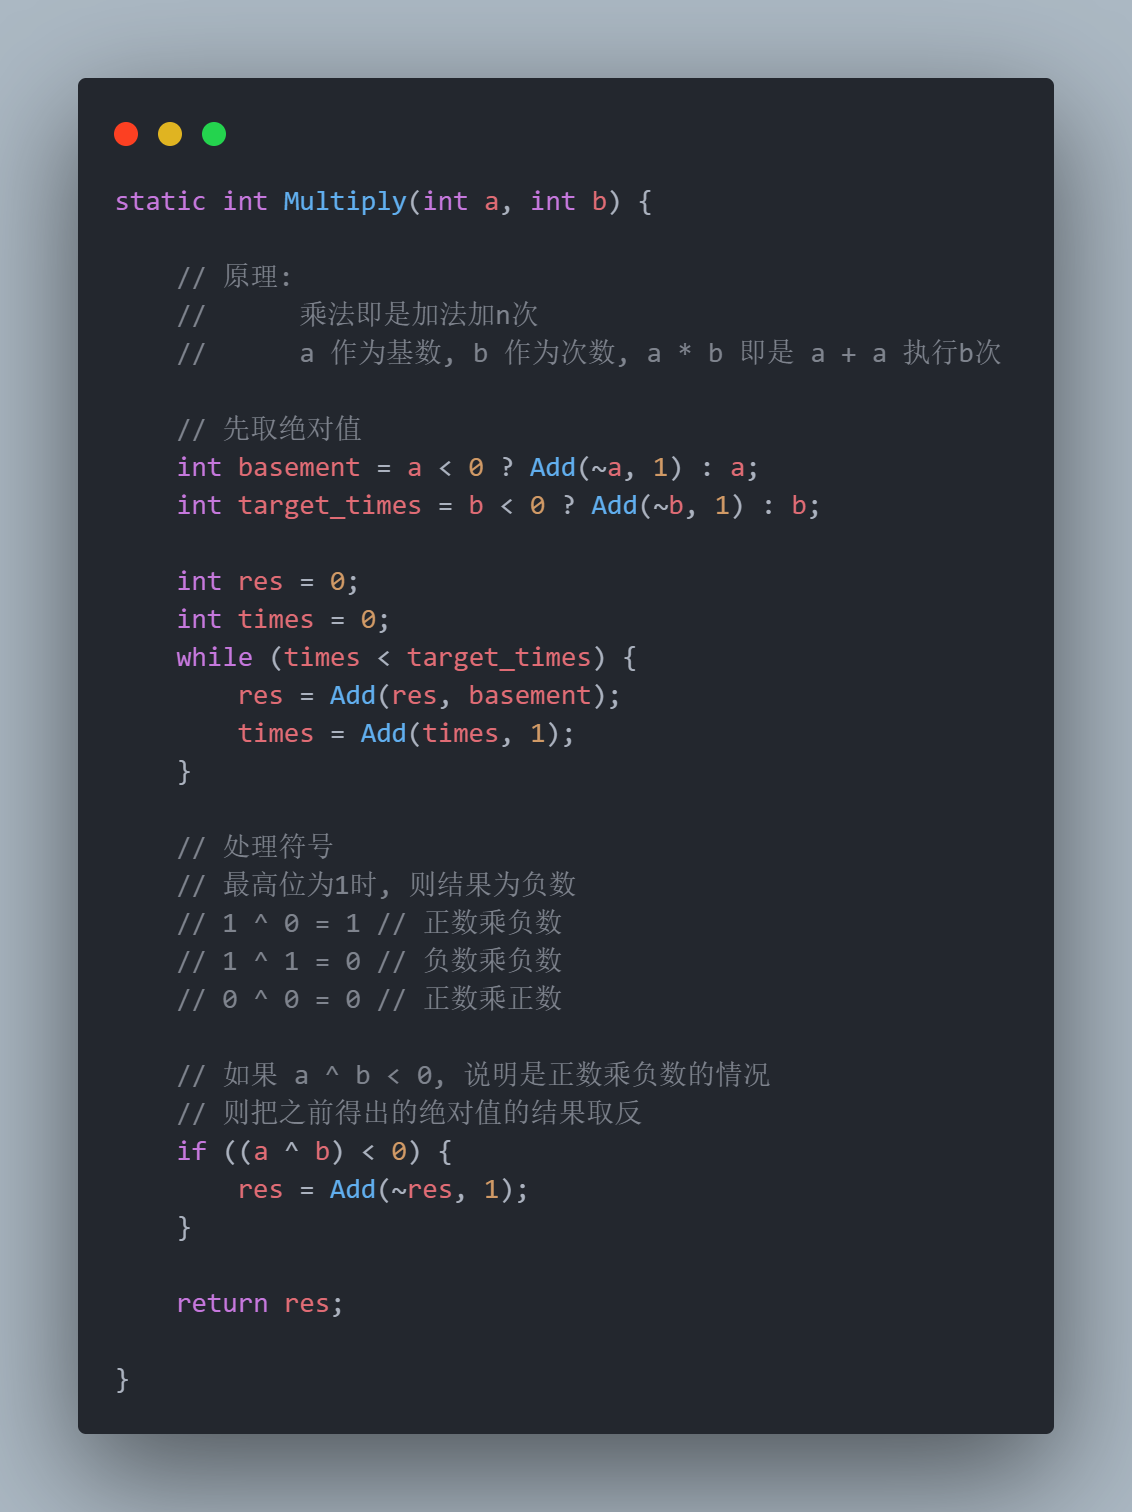 static int Multiply(int a, int b) {
    // 原理:
    //      乘法即是加法加n次
    //      a 作为基数, b 作为次数, a * b 即是 a + a 执行b次
    // 先取绝对值
    int basement = a < 0 ? Add(~a, 1) : a;
    int target_times = b < 0 ? Add(~b, 1) : b;
    int res = 0;
    int times = 0;
    while (times < target_times) {
        res = Add(res, basement);
        times = Add(times, 1);
    }
    // 处理符号
    // 最高位为1时, 则结果为负数
    // 1 ^ 0 = 1 // 正数乘负数
    // 1 ^ 1 = 0 // 负数乘负数
    // 0 ^ 0 = 0 // 正数乘正数
    // 如果 a ^ b < 0, 说明是正数乘负数的情况
    // 则把之前得出的绝对值的结果取反
    if ((a ^ b) < 0) {
        res = Add(~res, 1);
    }
    return res;
}